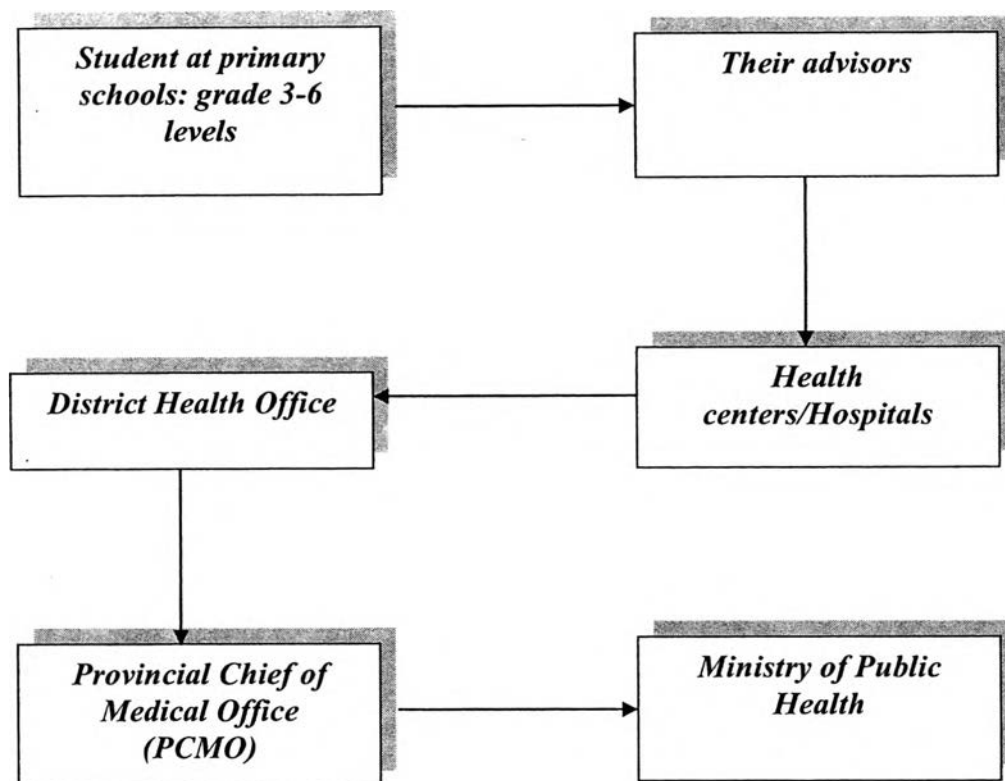 Student at primary
schools: grade 3-6
levels
Their advisors
Health
centers/Hospitals
District Health Office
Provincial Chief of
Medical Office
(PCMO)
Ministry of Public
Health